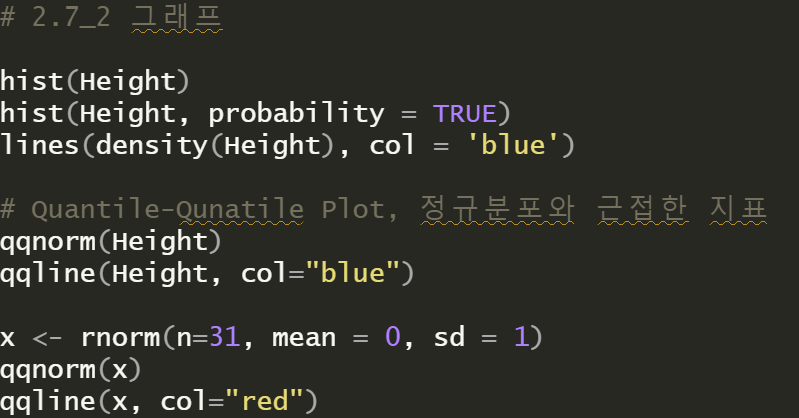 # 2.7_2 그래프
hist(Height)
hist(Height, probability = TRUE)
lines(density(Height), col = 'blue')
# Quantile-Qunatile Plot, 정규분포와 근접한 지표
qqnorm(Height)
qqline(Height, col="blue")
x <- rnorm(n=31, mean = 0, sd = 1)
qqnorm(x)
qqline(x, col="red")